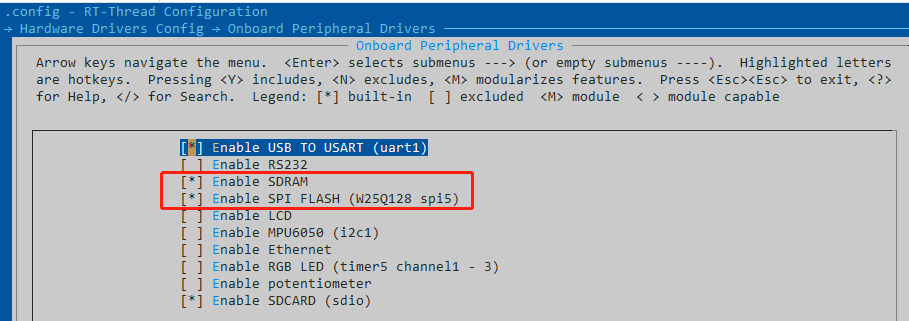 .config - RT-Thread Configuration
→ Hardware Drivers Config → Onboard Peripheral Drivers
Onboard Peripheral Drivers
Arrow keys navigate the menu.  <Enter> selects submenus ---> (or empty submenus ----).  Highlighted letters
are hotkeys.  Pressing <Y> includes, <N> excludes, <M> modularizes features.  Press <Esc><Esc> to exit, <?>
for Help, </> for Search.  Legend: [*] built-in  [ ] excluded  <M> module  < > module capable
[*] Enable USB TO USART (uart1)
[ ] Enable RS232
[*] Enable SDRAM
[*] Enable SPI FLASH (W25Q128 spi5)
[ ] Enable LCD
[ ] Enable MPU6050 (i2c1)
[ ] Enable Ethernet
[ ] Enable RGB LED (timer5 channel1 - 3)
[ ] Enable potentiometer
[*] Enable SDCARD (sdio)